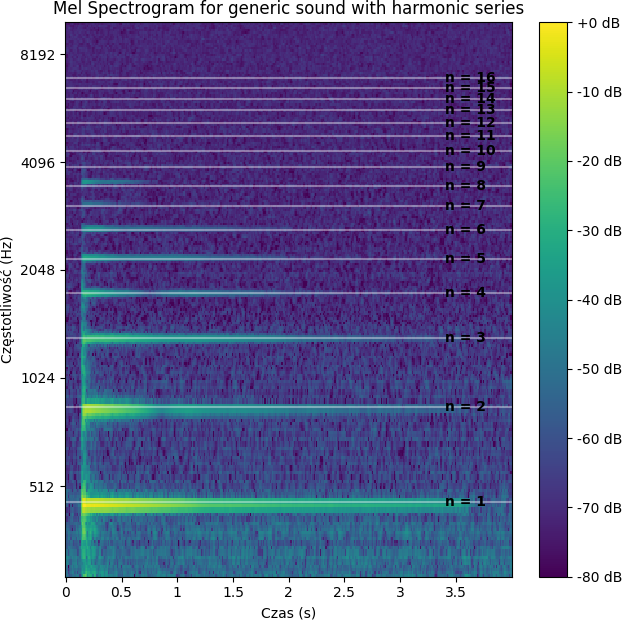 Mel Spectrogram for generic sound with harmonic series
8192
4096
2048
1024
512
Częstotliwość (Hz)
n = 16
n = 15
n = 14
n = 13
n = 12
n = 11
n = 10
n = 9
n = 8
n = 7
n = 6
n = 5
n = 4
n = 3
n = 2
n = 1
0 0.5 1 1.5 2 2.5 3 3.5
Czas (s)
+0 dB
-10 dB
-20 dB
-30 dB
-40 dB
-50 dB
-60 dB
-70 dB
-80 dB